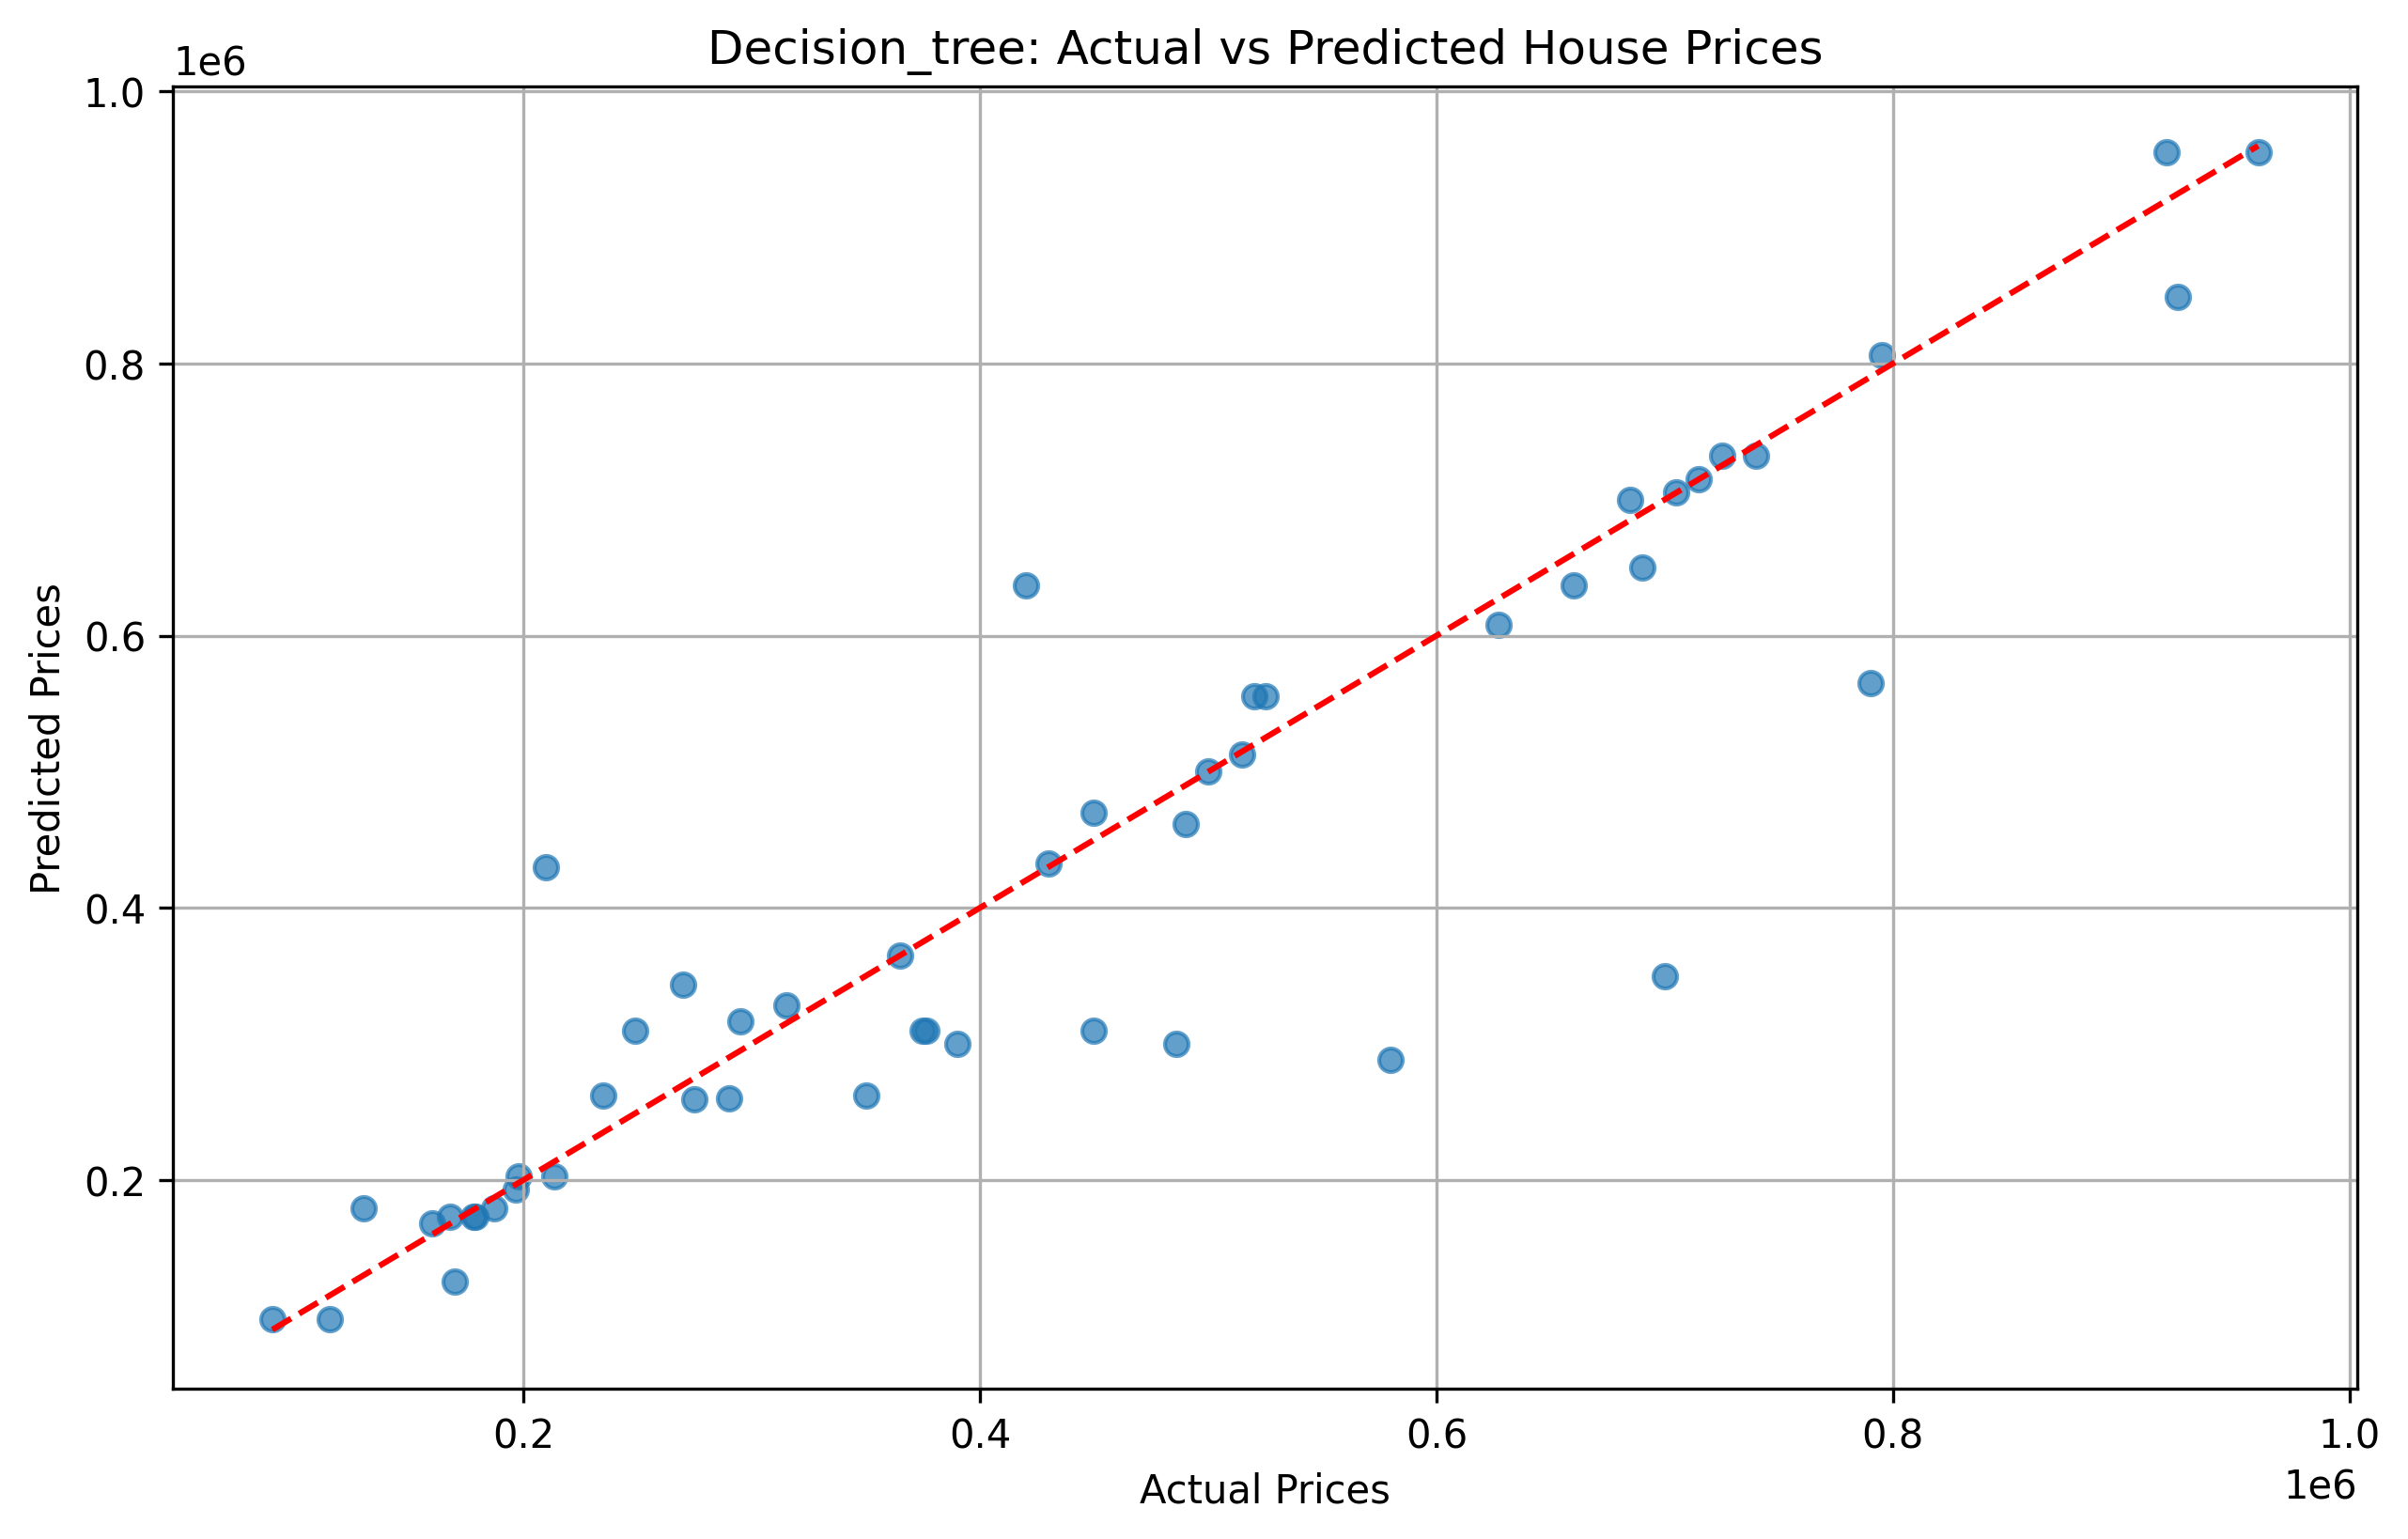 Decision_tree: Actual vs Predicted House Prices
1e6
1.0
0.8
0.6
0.4
0.2
Predicted Prices
0.2 0.4 0.6 0.8 1.0
Actual Prices
1e6